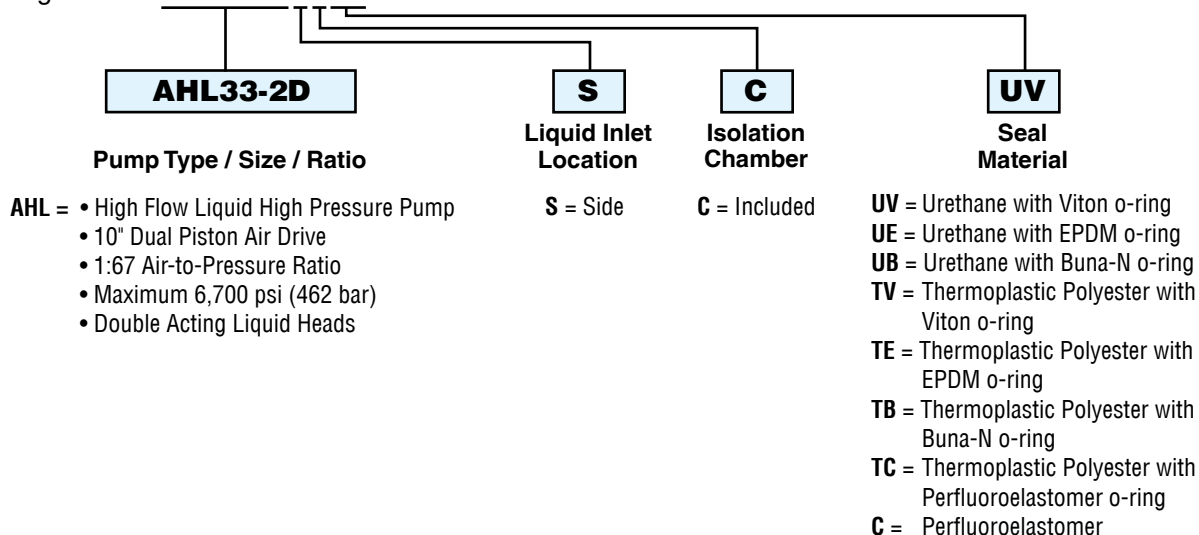 AHL33-2D
S
C
UV
Pump Type / Size / Ratio
Liquid Inlet
Location
Isolation
Chamber
Seal
Material
AHL = • High Flow Liquid High Pressure Pump
• 10" Dual Piston Air Drive
• 1:67 Air-to-Pressure Ratio
• Maximum 6,700 psi (462 bar)
• Double Acting Liquid Heads
S = Side
C = Included
UV = Urethane with Viton o-ring
UE = Urethane with EPDM o-ring
UB = Urethane with Buna-N o-ring
TV = Thermoplastic Polyester with
Viton o-ring
TE = Thermoplastic Polyester with
EPDM o-ring
TB = Thermoplastic Polyester with
Buna-N o-ring
TC = Thermoplastic Polyester with
Perfluoroelastomer o-ring
C = Perfluoroelastomer